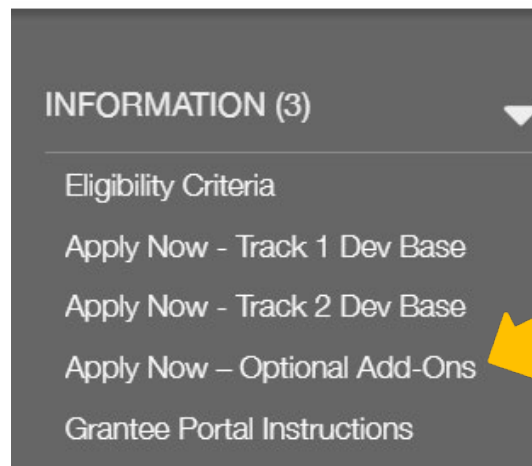 INFORMATION (3)
Eligibility Criteria
Apply Now - Track 1 Dev Base
Apply Now - Track 2 Dev Base
Apply Now – Optional Add-Ons
Grantee Portal Instructions